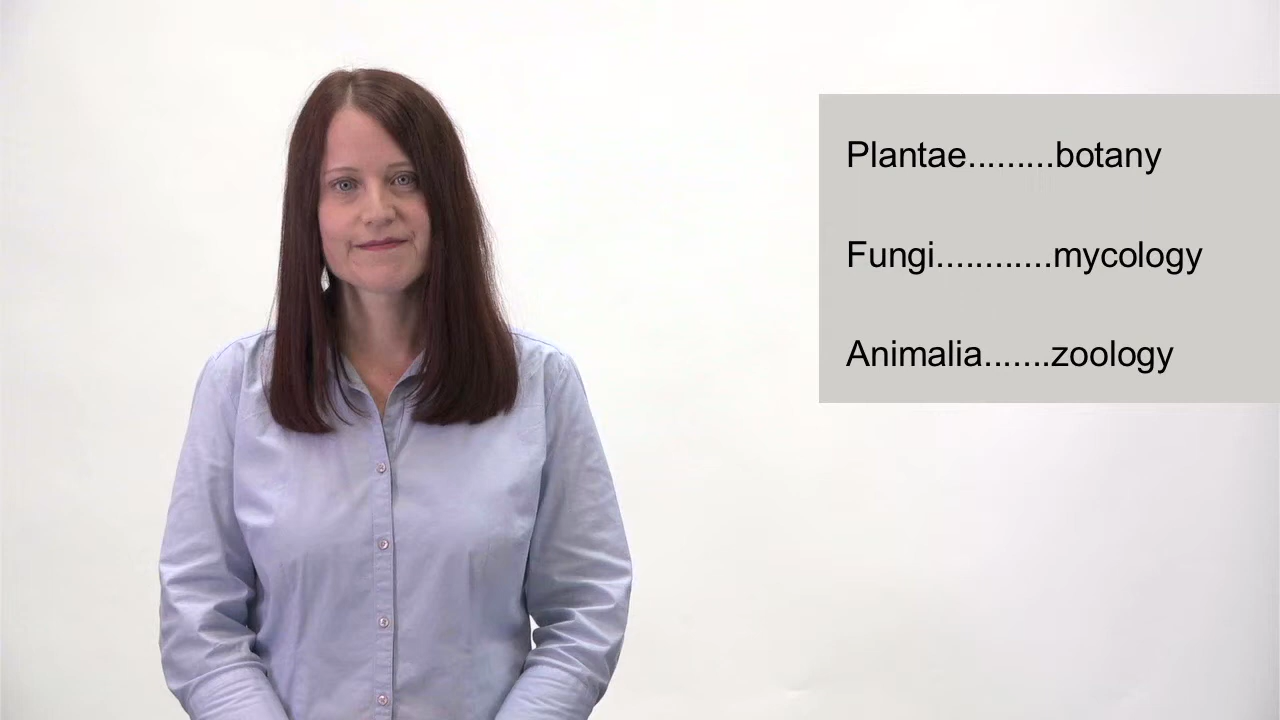 Plantae.........botany
Fungi............mycology
Animalia.......zoology